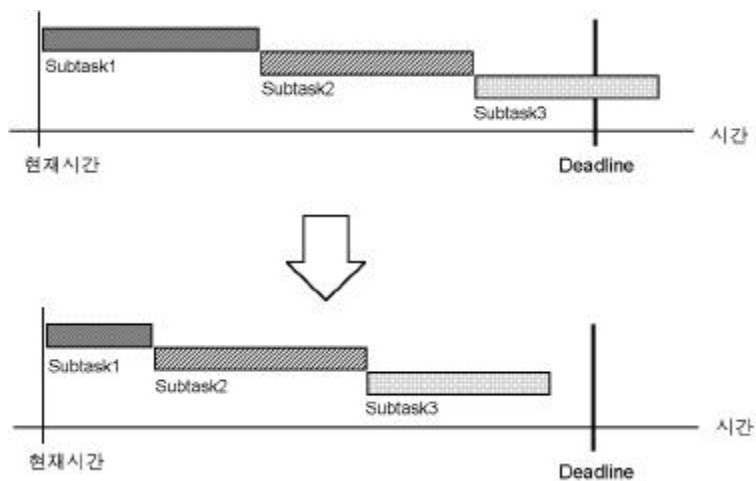 Subtask1
Subtask2
Subtask3
시간
현재시간
Deadline
Subtask1
Subtask2
Subtask3
시간
현재시간
Deadline